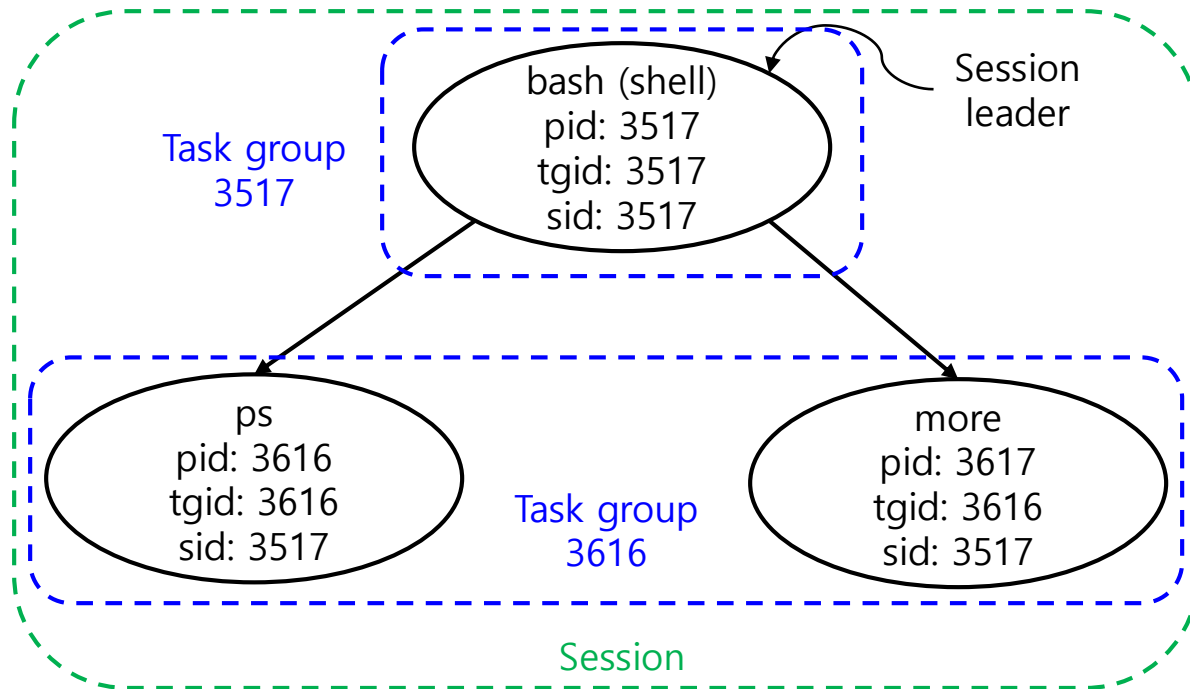 bash (shell)
pid: 3517
tgid: 3517
sid: 3517
Session
leader
Task group
3517
ps
pid: 3616
tgid: 3616
sid: 3517
Task group
3616
more
pid: 3617
tgid: 3616
sid: 3517
Session